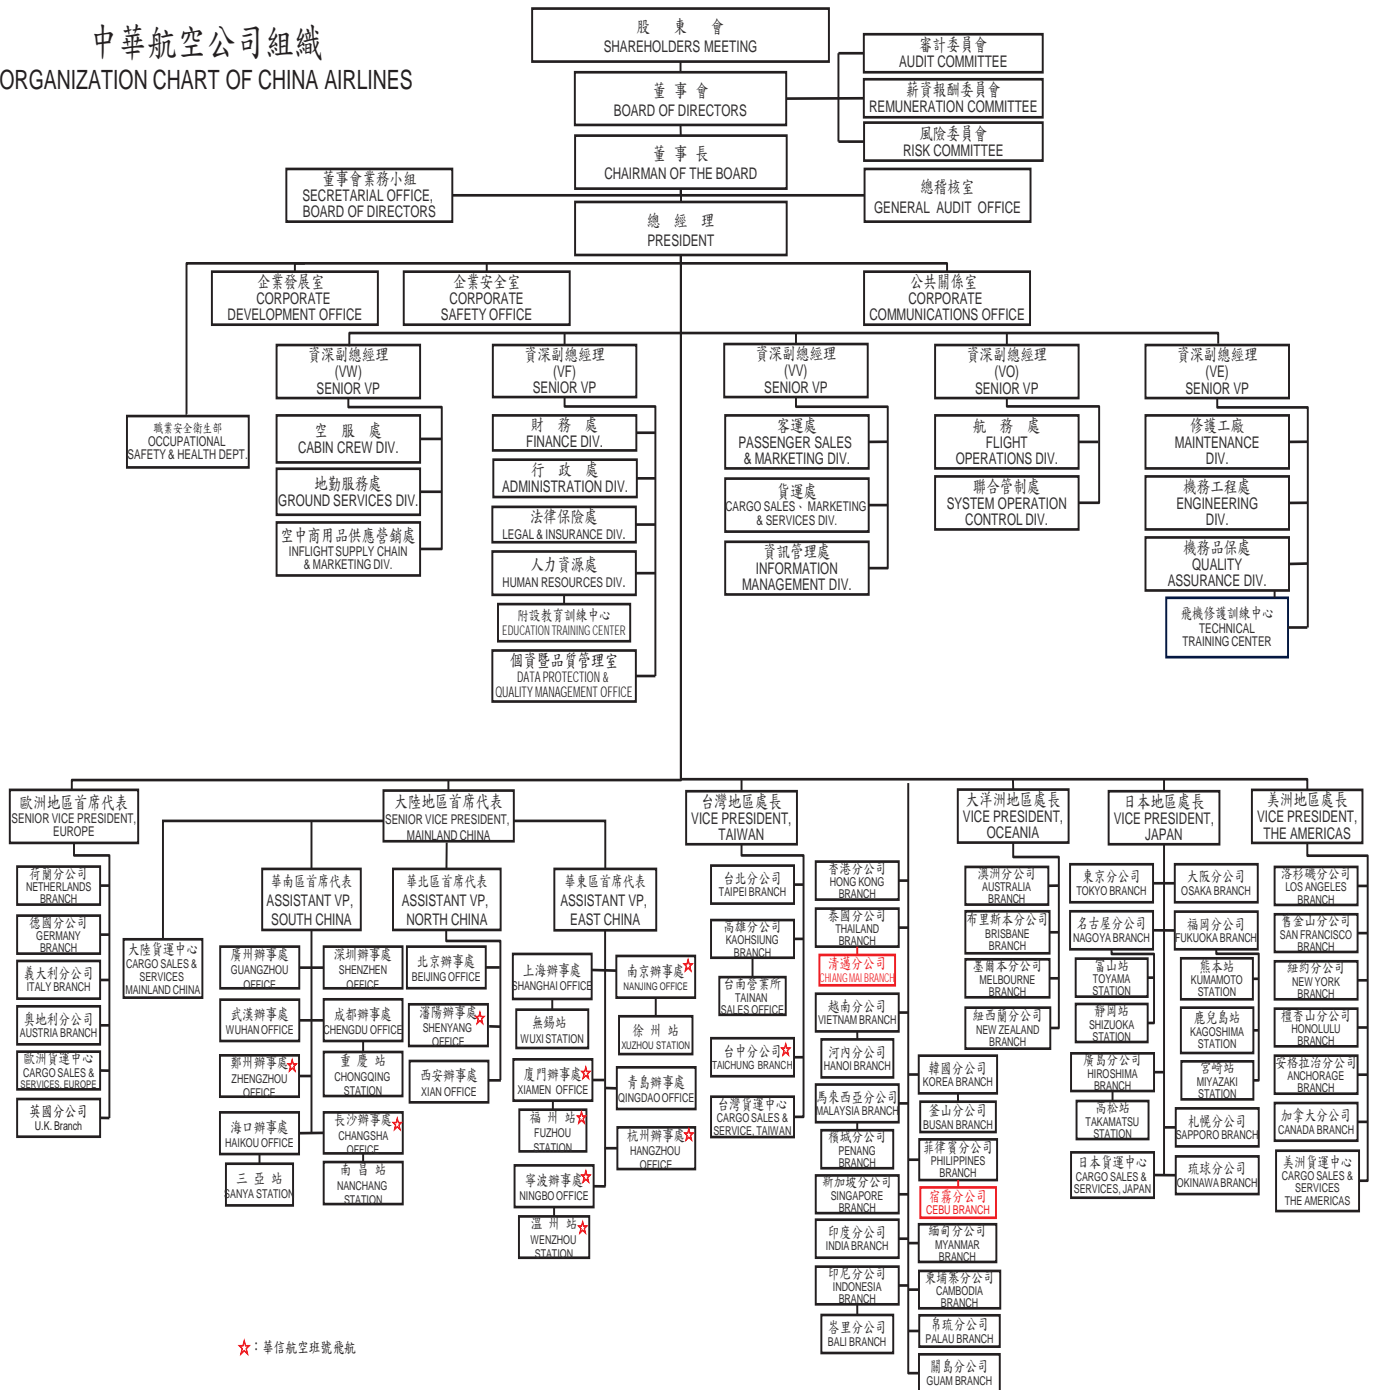 中華航空公司組織
ORGANIZATION CHART OF CHINA AIRLINES
股東會
SHAREHOLDERS MEETING
董事會
BOARD OF DIRECTORS
審計委員會
AUDIT COMMITTEE
薪資報酬委員會
REMUNERATION COMMITTEE
風險委員會
RISK COMMITTEE
董事長
CHAIRMAN OF THE BOARD
董事會業務小組
SECRETARIAL OFFICE,
BOARD OF DIRECTORS
總稽核室
GENERAL AUDIT OFFICE
總經理
PRESIDENT
企業發展室
CORPORATE
DEVELOPMENT OFFICE
企業安全室
CORPORATE
SAFETY OFFICE
公共關係室
CORPORATE
COMMUNICATIONS OFFICE
職業安全衛生部
OCCUPATIONAL
SAFETY & HEALTH DEPT.
資深副總經理
(VW)
SENIOR VP
空服處
CABIN CREW DIV.
地勤服務處
GROUND SERVICES DIV.
空中商用品供應營銷處
INFLIGHT SUPPLY CHAIN
& MARKETING DIV.
資深副總經理
(VF)
SENIOR VP
財務處
FINANCE DIV.
行政處
ADMINISTRATION DIV.
法律保險處
LEGAL & INSURANCE DIV.
人力資源處
HUMAN RESOURCES DIV.
附設教育訓練中心
EDUCATION TRAINING CENTER
個資暨品質管理室
DATA PROTECTION &
QUALITY MANAGEMENT OFFICE
資深副總經理
(VV)
SENIOR VP
客運處
PASSENGER SALES
& MARKETING DIV.
貨運處
CARGO SALES、MARKETING
& SERVICES DIV.
資訊管理處
INFORMATION
MANAGEMENT DIV.
資深副總經理
(VO)
SENIOR VP
航務處
FLIGHT
OPERATIONS DIV.
聯合管制處
SYSTEM OPERATION
CONTROL DIV.
資深副總經理
(VE)
SENIOR VP
修護工廠
MAINTENANCE
DIV.
機務工程處
ENGINEERING
DIV.
機務品保處
QUALITY
ASSURANCE DIV.
飛機修護訓練中心
TECHNICAL
TRAINING CENTER
歐洲地區首席代表
SENIOR VICE PRESIDENT,
EUROPE
荷蘭分公司
NETHERLANDS
BRANCH
德國分公司
GERMANY
BRANCH
義大利分公司
ITALY BRANCH
奧地利分公司
AUSTRIA BRANCH
歐洲貨運中心
CARGO SALES &
SERVICES, EUROPE
英國分公司
U.K. Branch
大陸地區首席代表
SENIOR VICE PRESIDENT,
MAINLAND CHINA
大陸貨運中心
CARGO SALES &
SERVICES
MAINLAND CHINA
華南區首席代表
ASSISTANT VP,
SOUTH CHINA
廣州辦事處
GUANGZHOU
OFFICE
深圳辦事處
SHENZHEN
OFFICE
武漢辦事處
WUHAN OFFICE
成都辦事處
CHENGDU OFFICE
鄭州辦事處
ZHENGZHOU
OFFICE
重慶站
CHONGQING
STATION
海口辦事處
HAIKOU OFFICE
長沙辦事處
CHANGSHA
OFFICE
三亞站
SANYA STATION
南昌站
NANCHANG
STATION
華北區首席代表
ASSISTANT VP,
NORTH CHINA
北京辦事處
BEIJING OFFICE
瀋陽辦事處
SHENYANG
OFFICE
西安辦事處
XIAN OFFICE
華東區首席代表
ASSISTANT VP,
EAST CHINA
上海辦事處
SHANGHAI OFFICE
南京辦事處
NANJING OFFICE
無錫站
WUXI STATION
徐州站
XUZHOU STATION
廈門辦事處
XIAMEN OFFICE
青島辦事處
QINGDAO OFFICE
福州站
FUZHOU
STATION
杭州辦事處
HANGZHOU
OFFICE
寧波辦事處
NINGBO OFFICE
溫州站
WENZHOU
STATION
台灣地區處長
VICE PRESIDENT,
TAIWAN
台北分公司
TAIPEI BRANCH
高雄分公司
KAOHSIUNG
BRANCH
台南營業所
TAINAN
SALES OFFICE
台中分公司
TAICHUNG BRANCH
台灣貨運中心
CARGO SALES &
SERVICE, TAIWAN
香港分公司
HONG KONG
BRANCH
泰國分公司
THAILAND
BRANCH
清邁分公司
CHIANG MAI BRANCH
越南分公司
VIETNAM BRANCH
河內分公司
HANOI BRANCH
馬來西亞分公司
MALAYSIA BRANCH
檳城分公司
PENANG
BRANCH
新加坡分公司
SINGAPORE
BRANCH
印度分公司
INDIA BRANCH
印尼分公司
INDONESIA
BRANCH
峇里分公司
BALI BRANCH
韓國分公司
KOREA BRANCH
釜山分公司
BUSAN BRANCH
菲律賓分公司
PHILIPPINES
BRANCH
宿霧分公司
CEBU BRANCH
緬甸分公司
MYANMAR
BRANCH
柬埔寨分公司
CAMBODIA
BRANCH
帛琉分公司
PALAU BRANCH
關島分公司
GUAM BRANCH
大洋洲地區處長
VICE PRESIDENT,
OCEANIA
澳洲分公司
AUSTRALIA
BRANCH
布里斯本分公司
BRISBANE
BRANCH
墨爾本分公司
MELBOURNE
BRANCH
紐西蘭分公司
NEW ZEALAND
BRANCH
日本地區處長
VICE PRESIDENT,
JAPAN
東京分公司
TOKYO BRANCH
大阪分公司
OSAKA BRANCH
名古屋分公司
NAGOYA BRANCH
福岡分公司
FUKUOKA BRANCH
富山站
TOYAMA
STATION
熊本站
KUMAMOTO
STATION
靜岡站
SHIZUOKA
STATION
鹿兒島站
KAGOSHIMA
STATION
廣島分公司
HIROSHIMA
BRANCH
宮崎站
MIYAZAKI
STATION
高松站
TAKAMATSU
STATION
札幌分公司
SAPPORO BRANCH
日本貨運中心
CARGO SALES &
SERVICES, JAPAN
琉球分公司
OKINAWA BRANCH
美洲地區處長
VICE PRESIDENT,
THE AMERICAS
洛杉磯分公司
LOS ANGELES
BRANCH
舊金山分公司
SAN FRANCISCO
BRANCH
紐約分公司
NEW YORK
BRANCH
檀香山分公司
HONOLULU
BRANCH
安格拉治分公司
ANCHORAGE
BRANCH
加拿大分公司
CANADA BRANCH
美洲貨運中心
CARGO SALES &
SERVICES
THE AMERICAS
☆：華信航空班號飛航